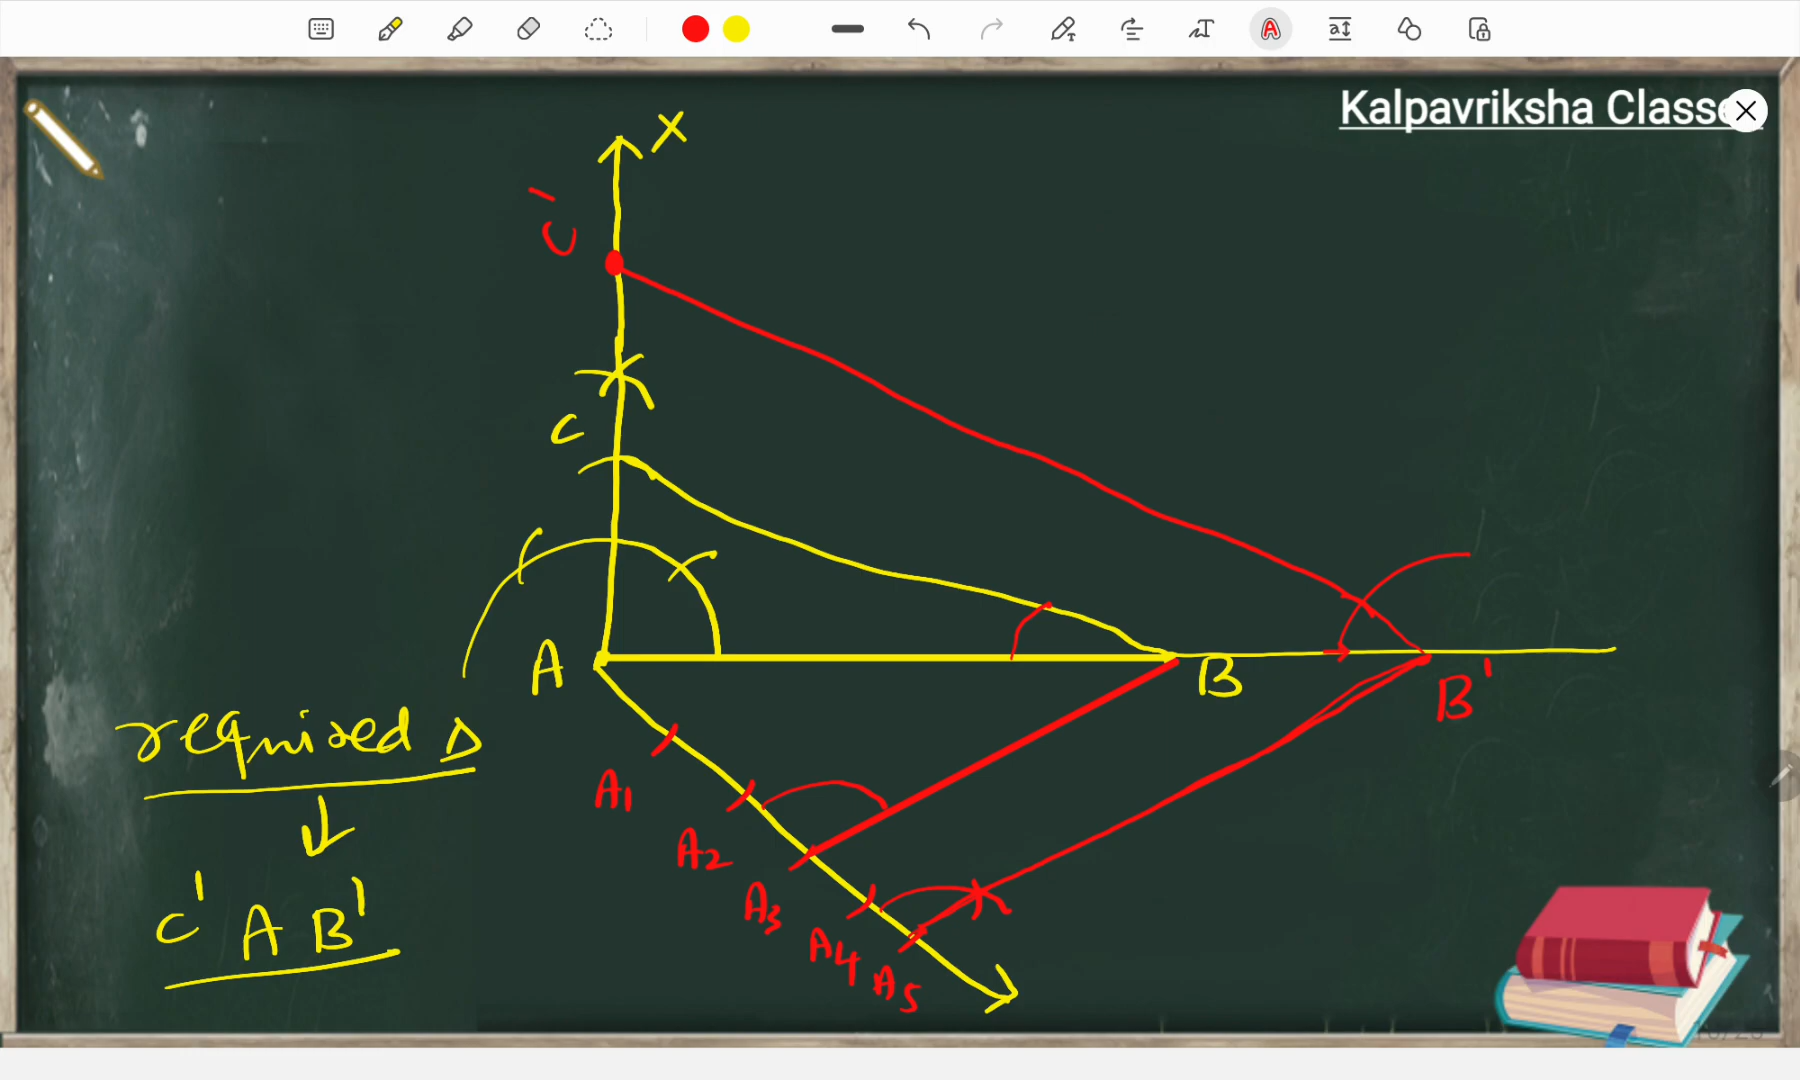 Kalpavriksha Classe
X
C'
C
A
B
B'
required Δ
A1
A2
A3
A4
A5
C' A B'